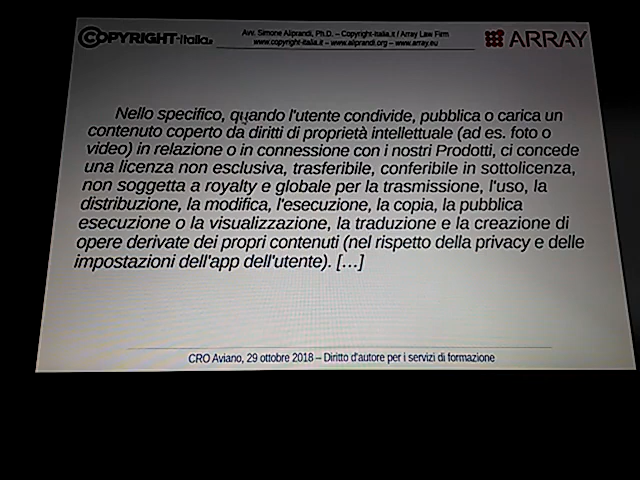 COPYRIGHT-Italia.it
Avv. Simone Aliprandi, Ph.D. – Copyright-Italia.it / Array Law Firm
www.copyright-italia.it – www.aliprandi.org – www.array.eu
ARRAY
Nello specifico, quando l'utente condivide, pubblica o carica un
contenuto coperto da diritti di proprietà intellettuale (ad es. foto o
video) in relazione o in connessione con i nostri Prodotti, ci concede
una licenza non esclusiva, trasferibile, conferibile in sottolicenza,
non soggetta a royalty e globale per la trasmissione, l'uso, la
distribuzione, la modifica, l'esecuzione, la copia, la pubblica
esecuzione o la visualizzazione, la traduzione e la creazione di
opere derivate dei propri contenuti (nel rispetto della privacy e delle
impostazioni dell'app dell'utente). […]
CRO Aviano, 29 ottobre 2018 – Diritto d'autore per i servizi di formazione